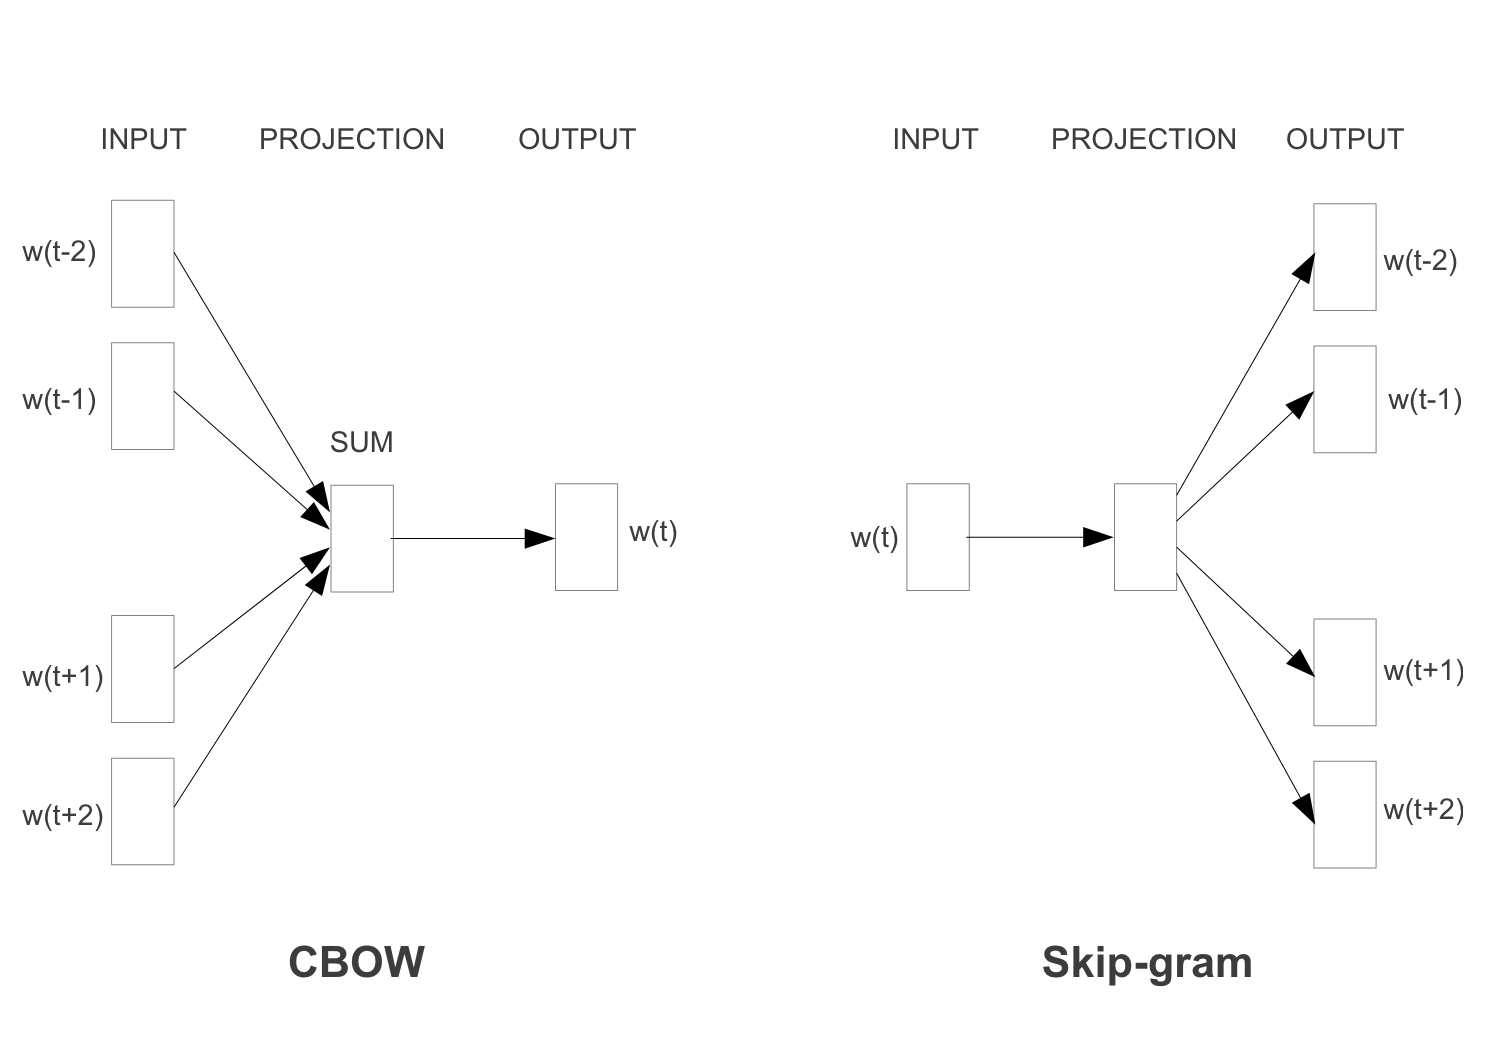 INPUT PROJECTION OUTPUT
w(t-2)
w(t-1)
SUM
w(t)
w(t+1)
w(t+2)
CBOW
INPUT PROJECTION OUTPUT
w(t-2)
w(t-1)
w(t)
w(t+1)
w(t+2)
Skip-gram